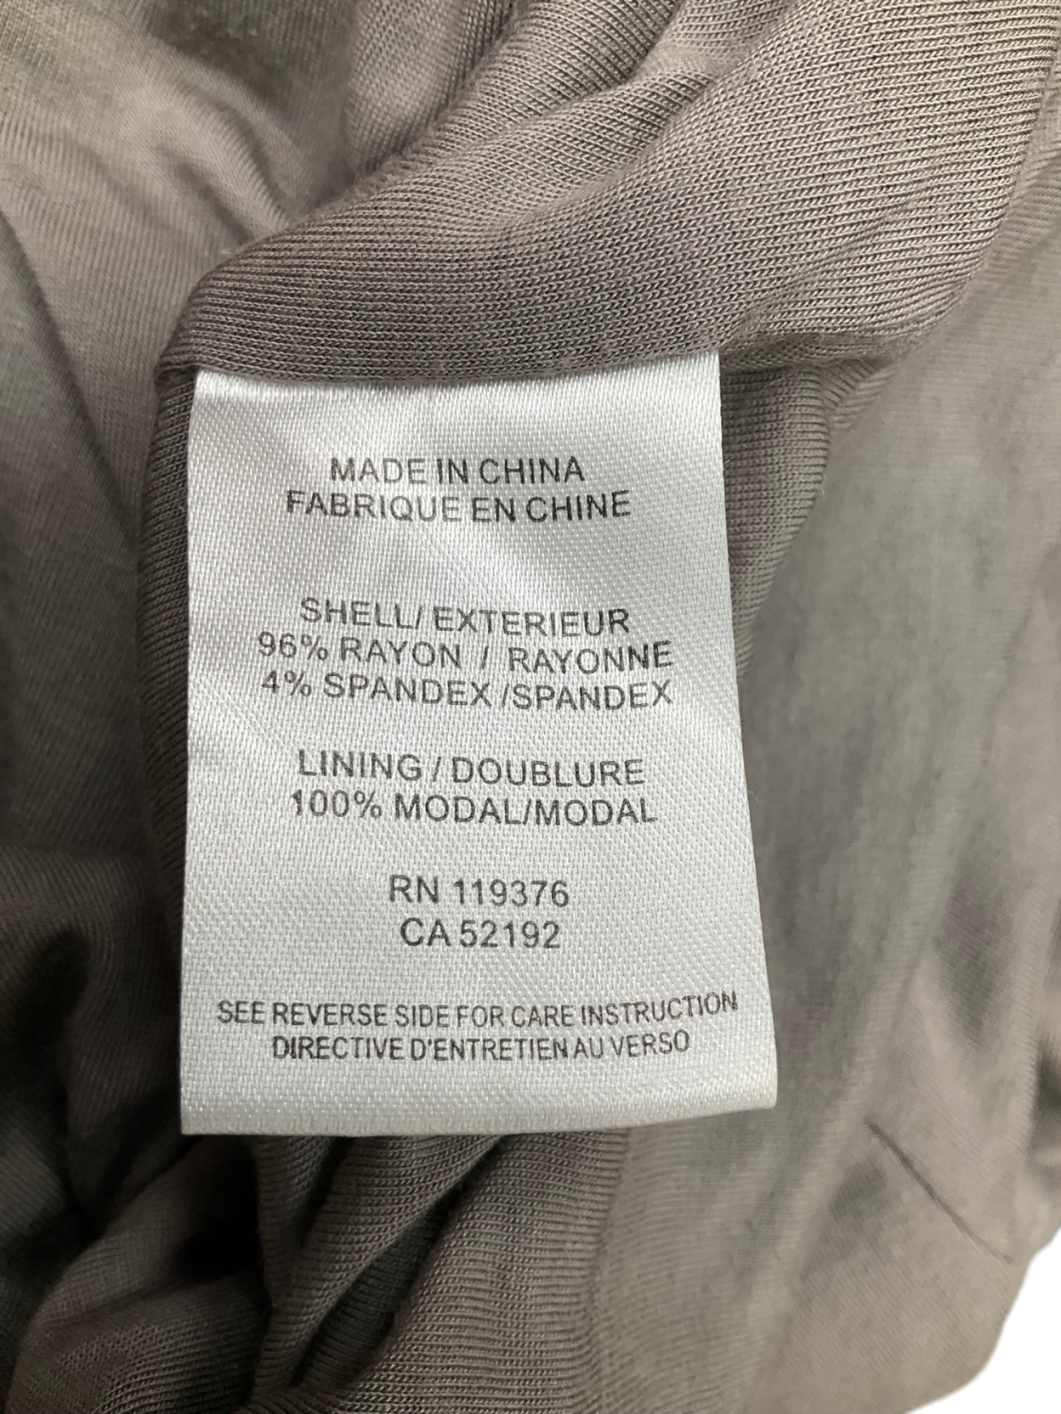 MADE IN CHINA
FABRIQUE EN CHINE
SHELL/ EXTERIEUR
96% RAYON / RAYONNE
4% SPANDEX /SPANDEX
LINING / DOUBLURE
100% MODAL/MODAL
RN 119376
CA 52192
SEE REVERSE SIDE FOR CARE INSTRUCTION
DIRECTIVE D'ENTRETIEN AU VERSO